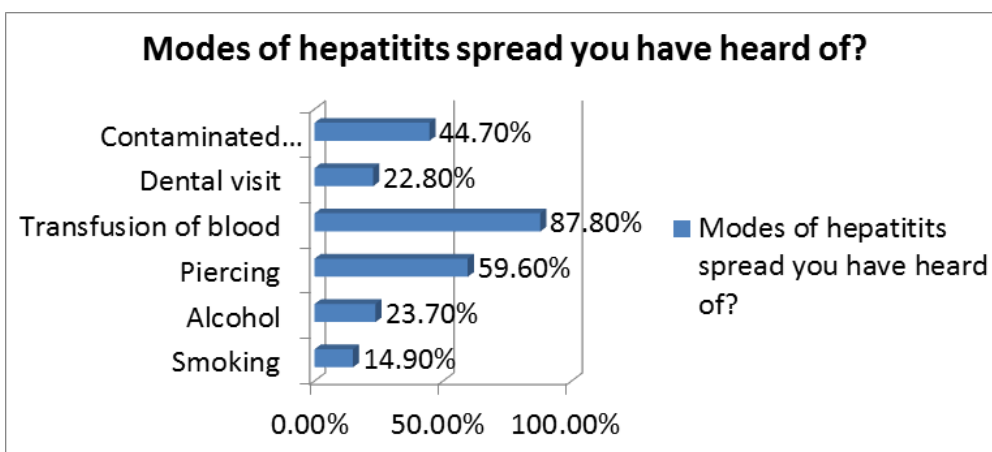 Modes of hepatitits spread you have heard of?
Contaminated...
44.70%
Dental visit
22.80%
Transfusion of blood
87.80%
Piercing
59.60%
Alcohol
23.70%
Smoking
14.90%
0.00%
50.00%
100.00%
Modes of hepatitits
spread you have heard
of?